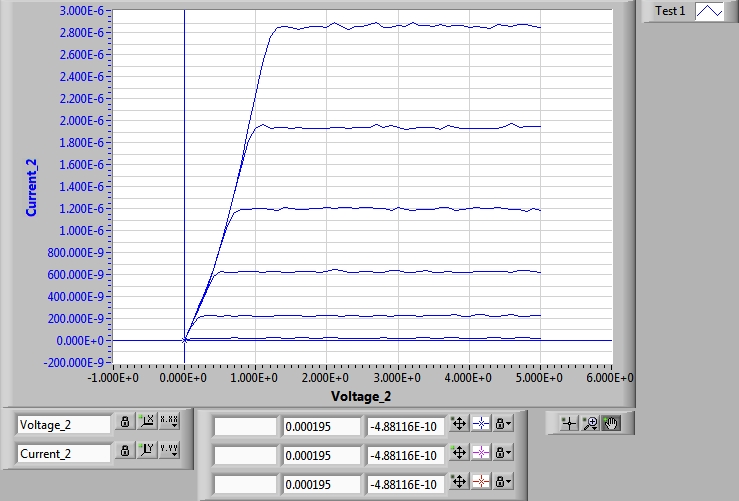 Test 1
3.000E-6
2.800E-6
2.600E-6
2.400E-6
2.200E-6
2.000E-6
1.800E-6
1.600E-6
1.400E-6
1.200E-6
1.000E-6
800.000E-9
600.000E-9
400.000E-9
200.000E-9
0.000E+0
-200.000E-9
Current_2
-1.000E+0 0.000E+0 1.000E+0 2.000E+0 3.000E+0 4.000E+0 5.000E+0 6.000E+0
Voltage_2
Voltage_2 X.XX
Current_2 Y.YY
0.000195 -4.88116E-10
0.000195 -4.88116E-10
0.000195 -4.88116E-10